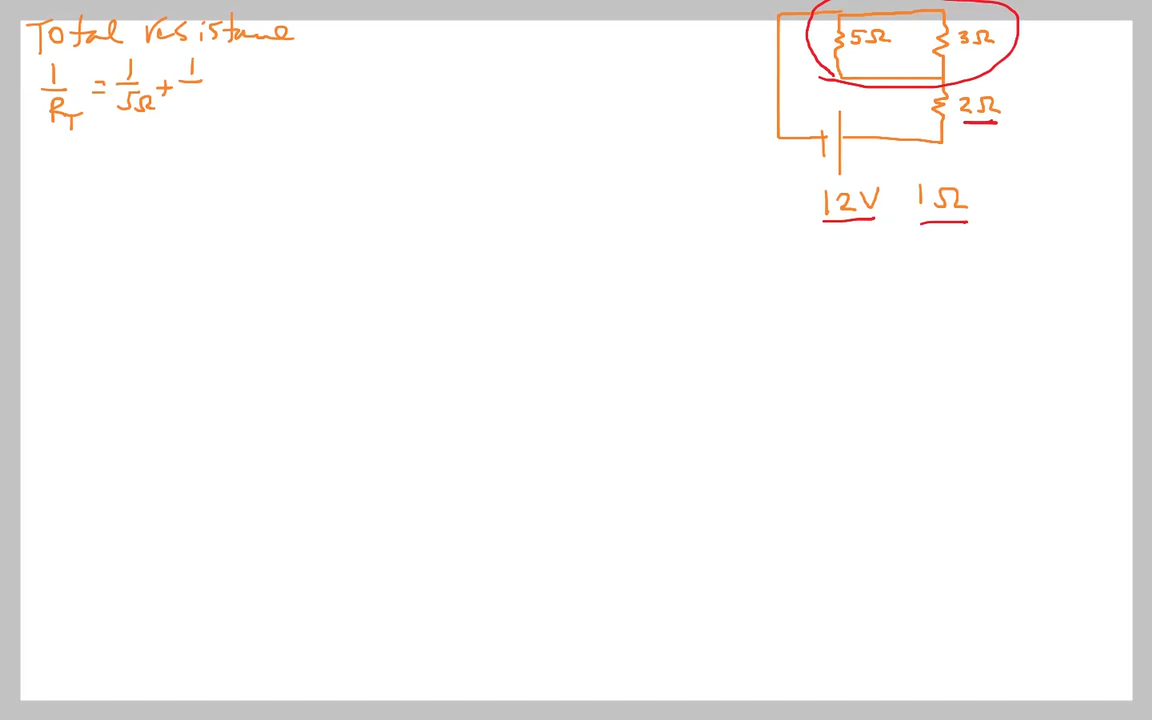 Total resistance
1/R_T = 1/5Ω + 1/
5Ω 3Ω
2Ω
12V 1Ω